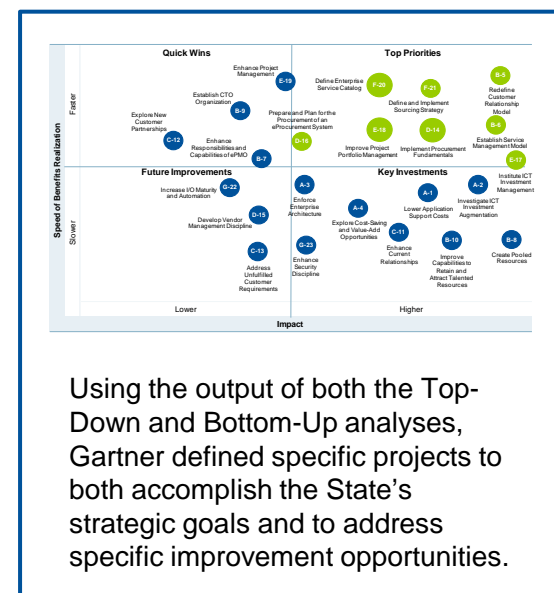 Quick Wins
Top Priorities
Enhance Project
Management
E-19
Establish CTO
Organization
B-9
Explore New
Customer
Partnerships
C-12
Enhance
Responsibilities and
Capabilities of ePMO
B-7
Define Enterprise
Service Catalog
F-20
F-21
Define and Implement
Sourcing Strategy
B-5
Redefine
Customer
Relationship
Model
Prepare and Plan for the
Procurement of an
eProcurement System
D-16
E-18
Improve Project
Portfolio Management
D-14
Implement Procurement
Fundamentals
B-6
Establish Service
Management Model
E-17
Institute ICT
Investment
Management
Future Improvements
Key Investments
Increase I/O Maturity
and Automation
G-22
Develop Vendor
Management Discipline
D-15
C-13
Address
Unfulfilled
Customer
Requirements
A-3
Enforce
Enterprise
Architecture
A-4
Explore Cost-Saving
and Value-Add
Opportunities
A-1
Lower Application
Support Costs
A-2
Investigate ICT
Investment
Augmentation
G-23
Enhance
Security
Discipline
C-11
Enhance
Current
Relationships
B-10
Improve
Capabilities to
Retain and
Attract Talented
Resources
B-8
Create Pooled
Resources
Speed of Benefits Realization
Faster
Slower
Lower
Higher
Impact
Using the output of both the Top-
Down and Bottom-Up analyses,
Gartner defined specific projects to
both accomplish the State's
strategic goals and to address
specific improvement opportunities.